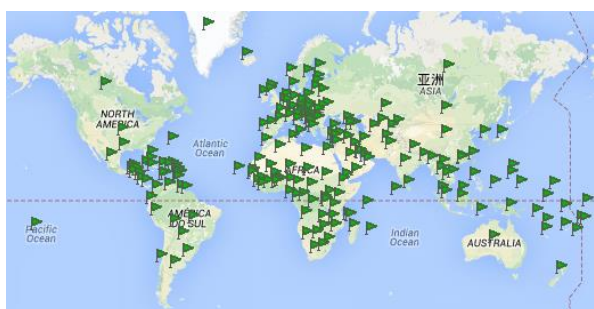 亚洲
ASIA
NORTH
AMERICA
Atlantic
Ocean
AFRICA
AMÉRICA
DO SUL
Pacific
Ocean
Indian
Ocean
AUSTRALIA